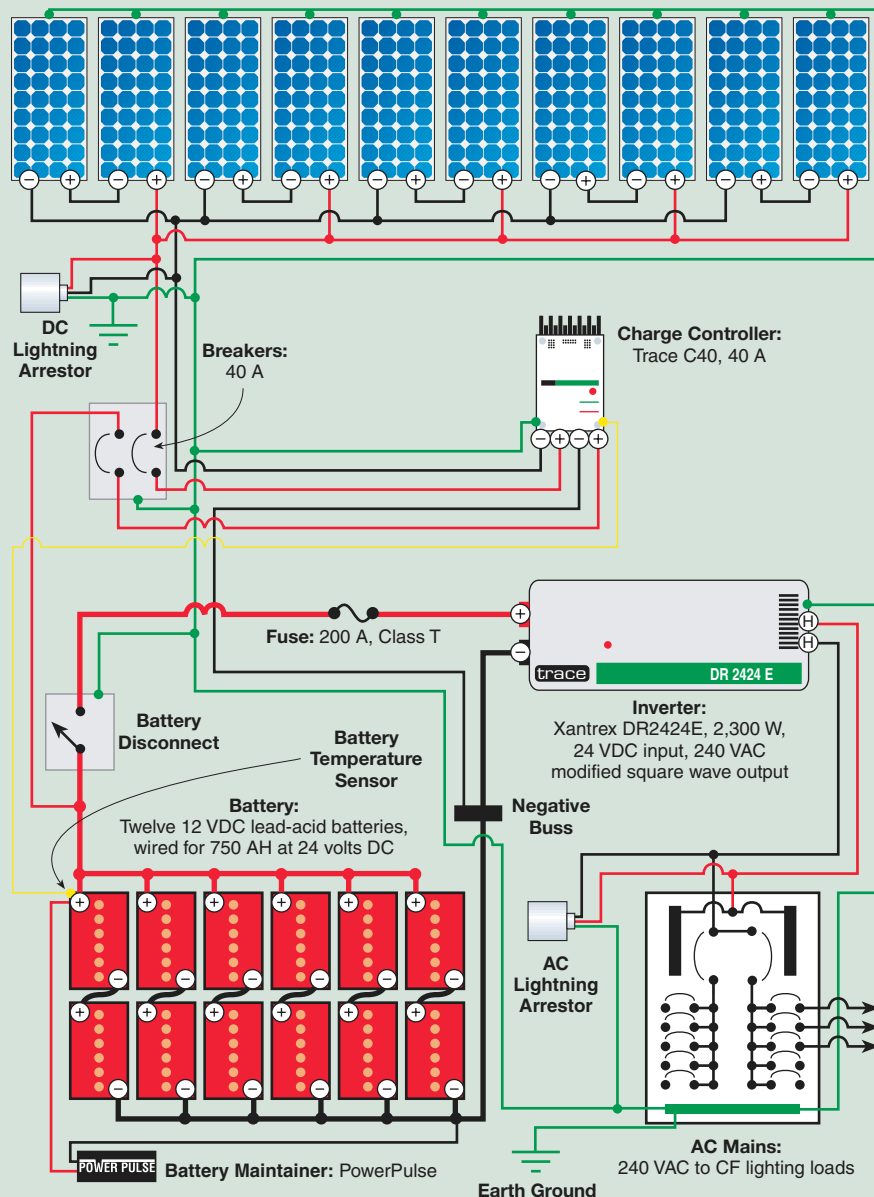 DC
Lightning
Arrestor
Breakers:
40 A
Charge Controller:
Trace C40, 40 A
Fuse: 200 A, Class T
H
H
trace
DR 2424 E
Inverter:
Xantrex DR2424E, 2,300 W,
24 VDC input, 240 VAC
modified square wave output
Battery
Disconnect
Battery
Temperature
Sensor
Negative
Buss
Battery:
Twelve 12 VDC lead-acid batteries,
wired for 750 AH at 24 volts DC
AC
Lightning
Arrestor
POWER PULSE
Battery Maintainer: PowerPulse
Earth Ground
AC Mains:
240 VAC to CF lighting loads